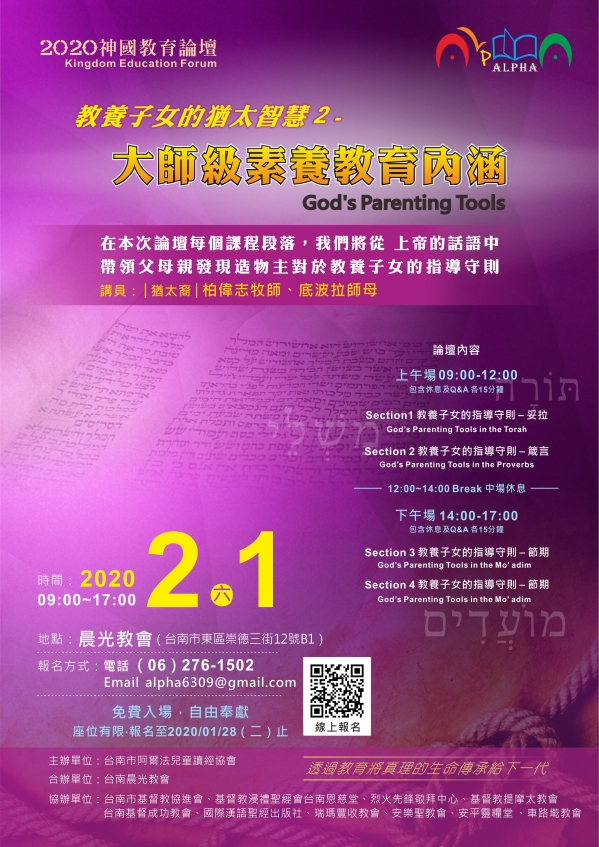 2020神國教育論壇
Kingdom Education Forum
ALPHA
教養子女的猶太智慧 2 -
大師級素養教育內涵
God's Parenting Tools
在本次論壇每個課程段落，我們將從 上帝的話語中
帶領父母親發現造物主對於教養子女的指導守則
講員：|猶太裔|柏偉志牧師、底波拉師母
論壇內容
上午場 09:00-12:00
包含休息及Q&A 各15分鐘
תּוֹרָה
Section1 教養子女的指導守則 – 妥拉
God's Parenting Tools in the Torah
מִשְׁלֵי
Section 2 教養子女的指導守則 – 箴言
God's Parenting Tools in the Proverbs
12:00~14:00 Break 中場休息
下午場 14:00-17:00
包含休息及Q&A 各15分鐘
Section 3 教養子女的指導守則 – 節期
God's Parenting Tools in the Mo' adim
Section 4 教養子女的指導守則 – 節期
God's Parenting Tools in the Mo' adim
מוֹעֲדִים
時間：2020 2.1 六
09:00~17:00
地點：晨光教會（台南市東區崇德三街12號B1）
報名方式：電話（06）276-1502
Email alpha6309@gmail.com
免費入場．自由奉獻
座位有限‧報名至2020/01/28（二）止
線上報名
主辦單位：台南市阿爾法兒童讀經協會
合辦單位：台南晨光教會
透過教育將真理的生命傳承給下一代
協辦單位：台南市基督教協進會、基督教浸禮聖經會台南恩慈堂、烈火先鋒敬拜中心、基督教提摩太教會
台南基督成功教會、國際漢語聖經出版社、瑞瑪豐收教會、安樂聖教會、安平靈糧堂 、車路墘教會